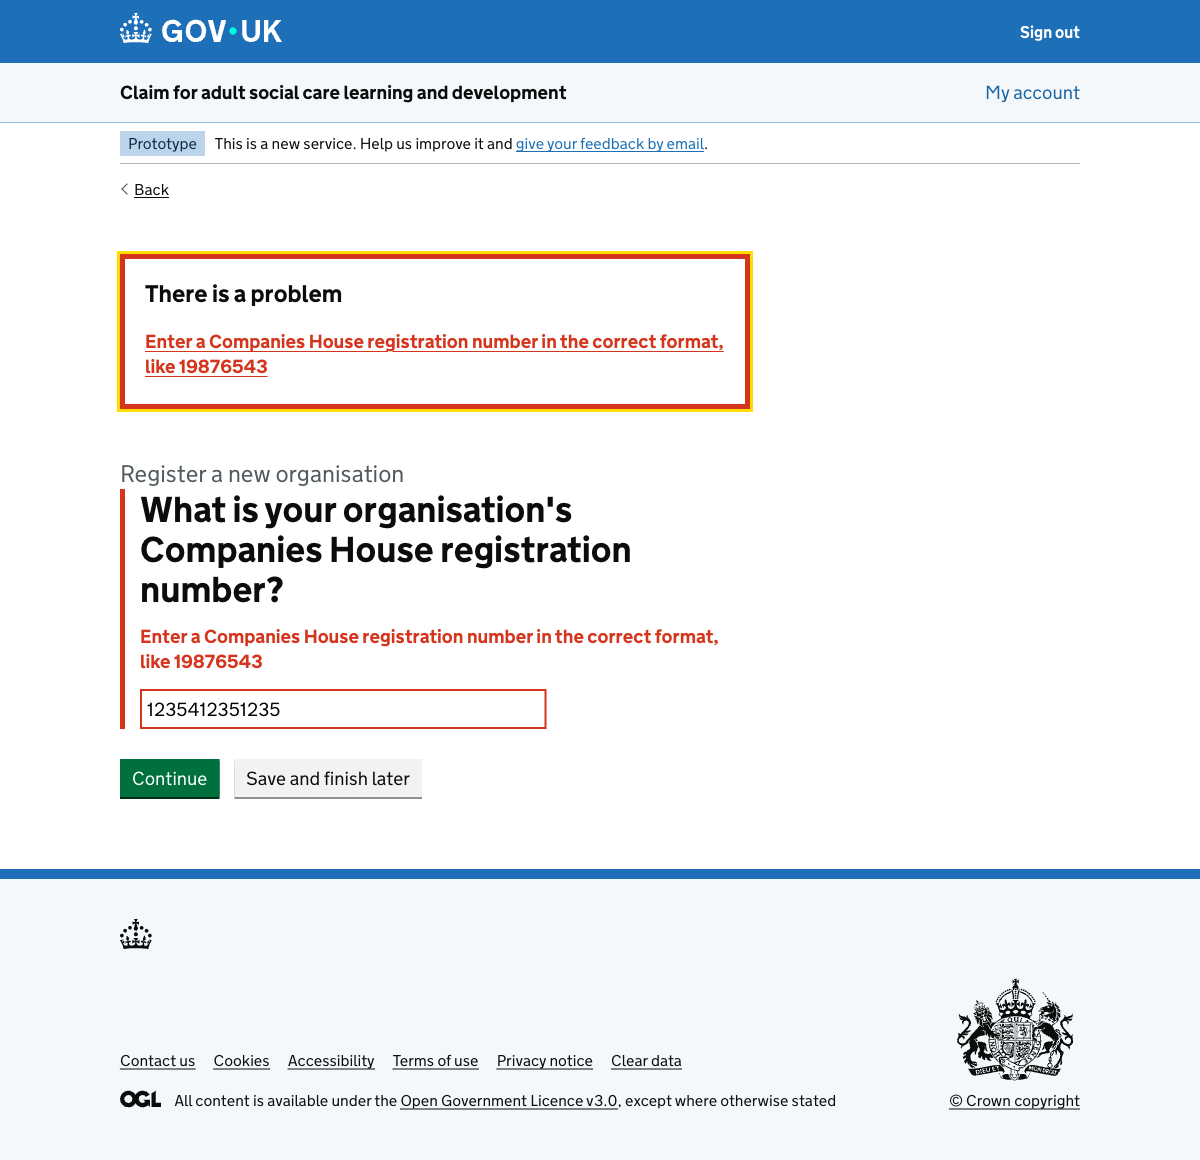 GOV•UK
Sign out
Claim for adult social care learning and development
My account
Prototype
This is a new service. Help us improve it and give your feedback by email.
Back
There is a problem
Enter a Companies House registration number in the correct format,
like 19876543
Register a new organisation
What is your organisation's
Companies House registration
number?
Enter a Companies House registration number in the correct format,
like 19876543
1235412351235
Continue
Save and finish later
Contact us
Cookies
Accessibility
Terms of use
Privacy notice
Clear data
OGL
All content is available under the Open Government Licence v3.0, except where otherwise stated
© Crown copyright